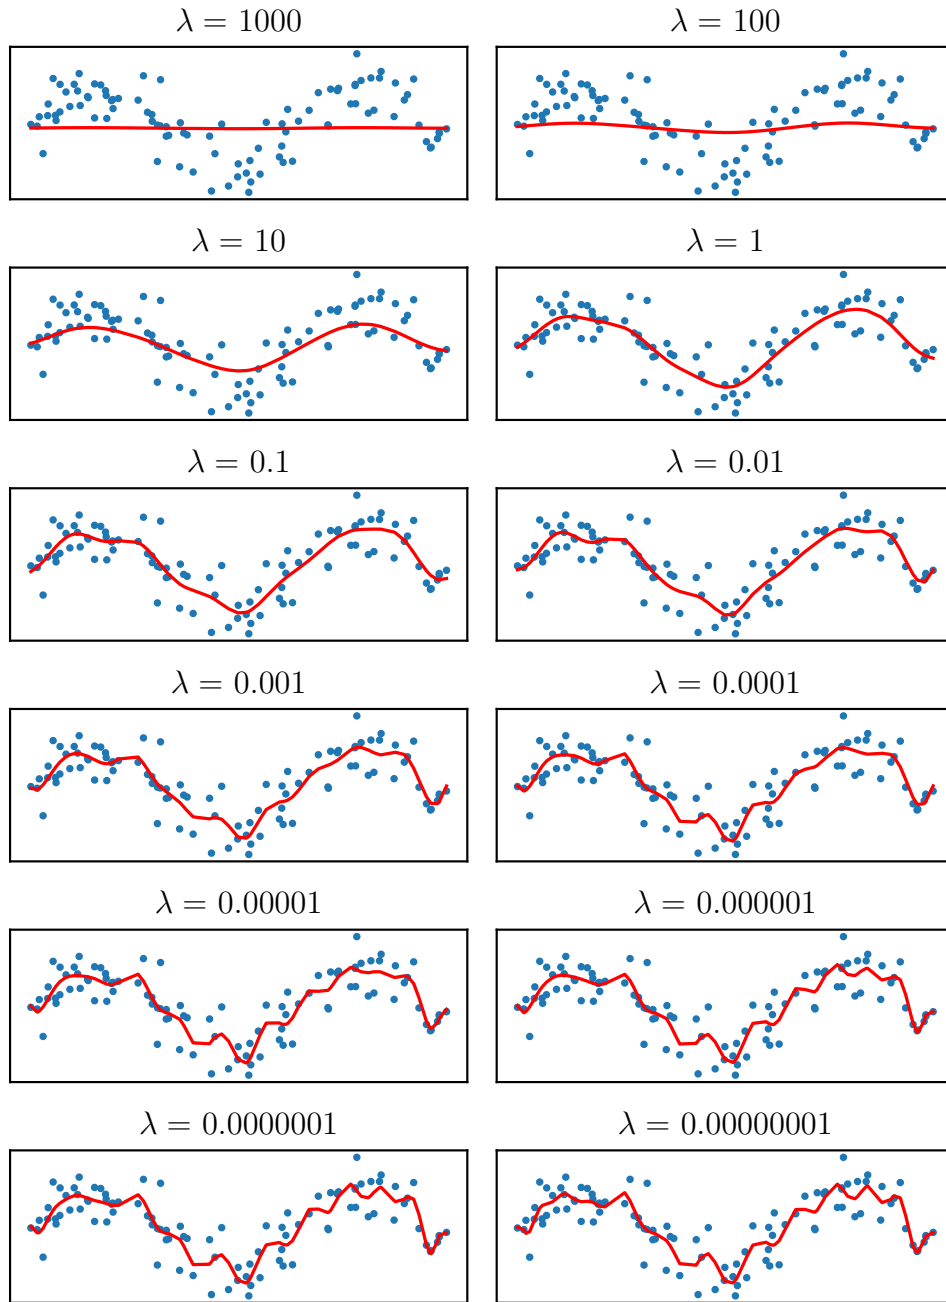 λ = 1000
λ = 100
λ = 10
λ = 1
λ = 0.1
λ = 0.01
λ = 0.001
λ = 0.0001
λ = 0.00001
λ = 0.000001
λ = 0.0000001
λ = 0.00000001